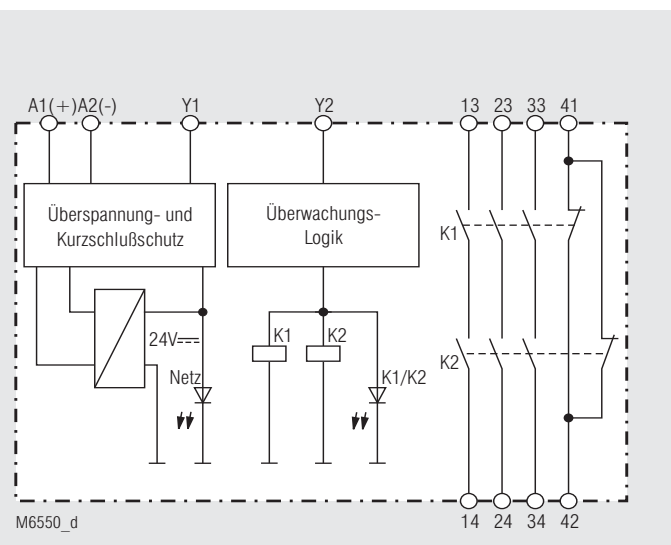 A1(+) A2(-) Y1 Y2 13 23 33 41
Überspannung- und
Kurzschlußschutz
Überwachungs-
Logik
K1
24V
K1 K2
K2
Netz K1/K2
14 24 34 42
M6550_d